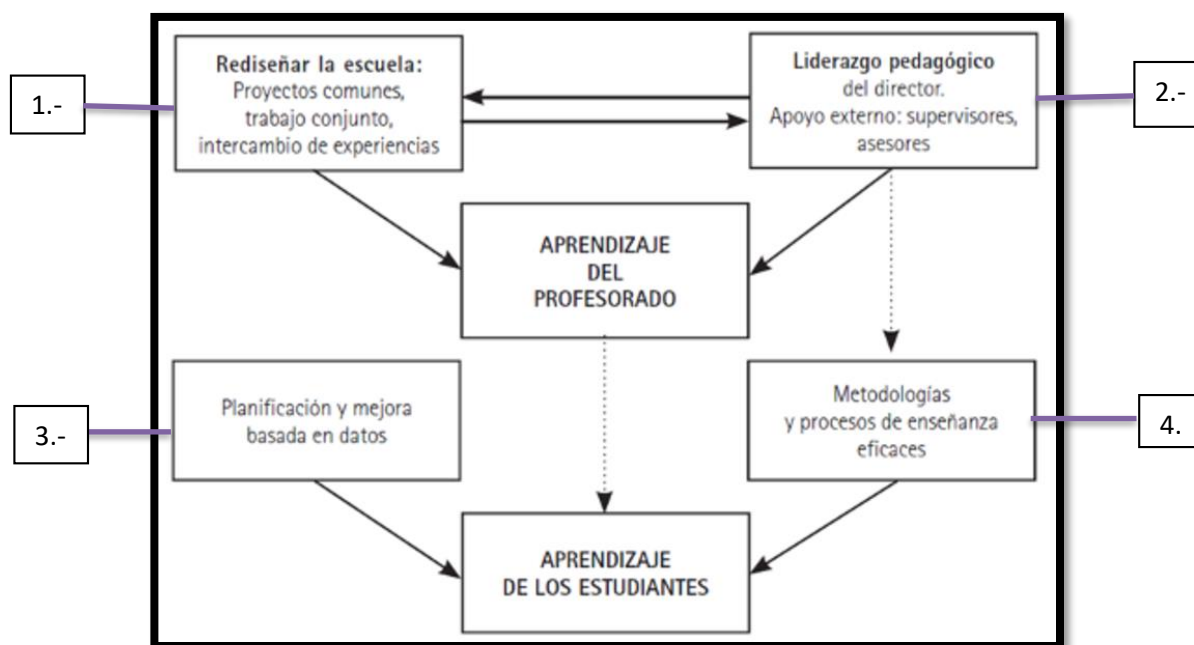 1.-
Rediseñar la escuela:
Proyectos comunes,
trabajo conjunto,
intercambio de experiencias
Liderazgo pedagógico
del director.
Apoyo externo: supervisores,
asesores
2.-
APRENDIZAJE
DEL
PROFESORADO
3.-
Planificación y mejora
basada en datos
Metodologías
y procesos de enseñanza
eficaces
4.
APRENDIZAJE
DE LOS ESTUDIANTES